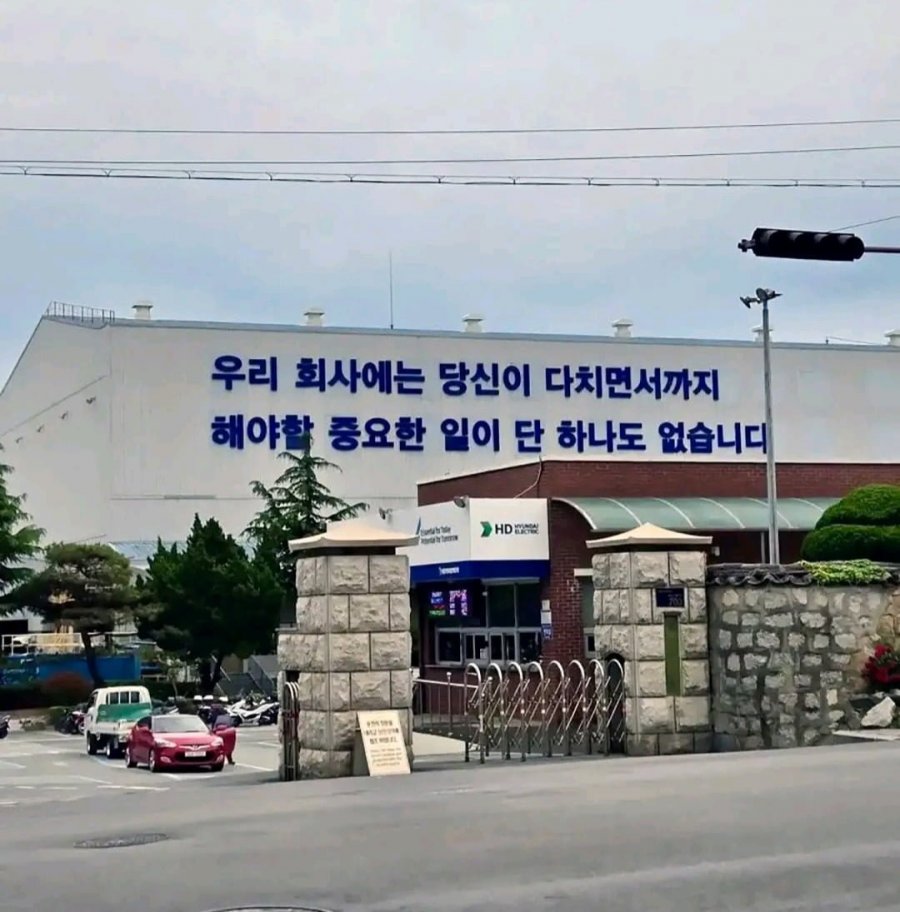 우리 회사에는 당신이 다치면서까지
해야할 중요한 일이 단 하나도 없습니다
HD HYUNDAI
ELECTRIC